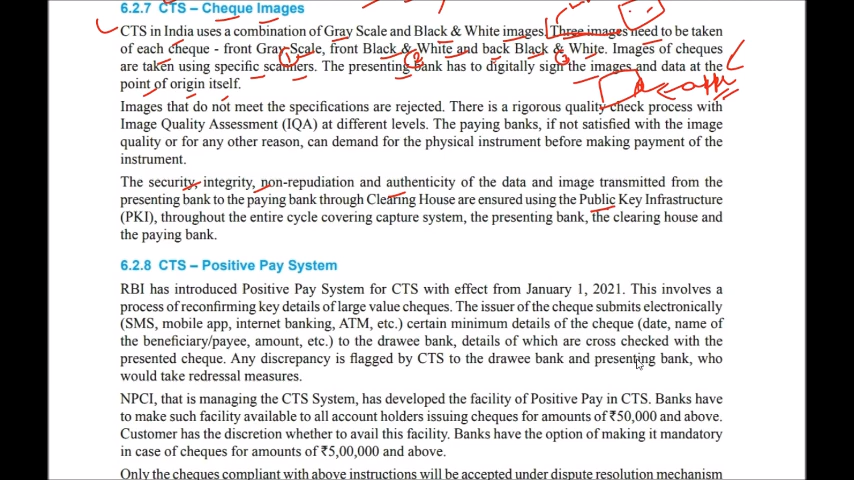 6.2.7 CTS – Cheque Images
CTS in India uses a combination of Gray Scale and Black & White images. Three images need to be taken
of each cheque - front Gray Scale, front Black & White and back Black & White. Images of cheques
are taken using specific scanners. The presenting bank has to digitally sign the images and data at the
point of origin itself.
Images that do not meet the specifications are rejected. There is a rigorous quality check process with
Image Quality Assessment (IQA) at different levels. The paying banks, if not satisfied with the image
quality or for any other reason, can demand for the physical instrument before making payment of the
instrument.
The security, integrity, non-repudiation and authenticity of the data and image transmitted from the
presenting bank to the paying bank through Clearing House are ensured using the Public Key Infrastructure
(PKI), throughout the entire cycle covering capture system, the presenting bank, the clearing house and
the paying bank.
6.2.8 CTS – Positive Pay System
RBI has introduced Positive Pay System for CTS with effect from January 1, 2021. This involves a
process of reconfirming key details of large value cheques. The issuer of the cheque submits electronically
(SMS, mobile app, internet banking, ATM, etc.) certain minimum details of the cheque (date, name of
the beneficiary/payee, amount, etc.) to the drawee bank, details of which are cross checked with the
presented cheque. Any discrepancy is flagged by CTS to the drawee bank and presenting bank, who
would take redressal measures.
NPCI, that is managing the CTS System, has developed the facility of Positive Pay in CTS. Banks have
to make such facility available to all account holders issuing cheques for amounts of ₹50,000 and above.
Customer has the discretion whether to avail this facility. Banks have the option of making it mandatory
in case of cheques for amounts of ₹5,00,000 and above.
Only the cheques compliant with above instructions will be accepted under dispute resolution mechanism